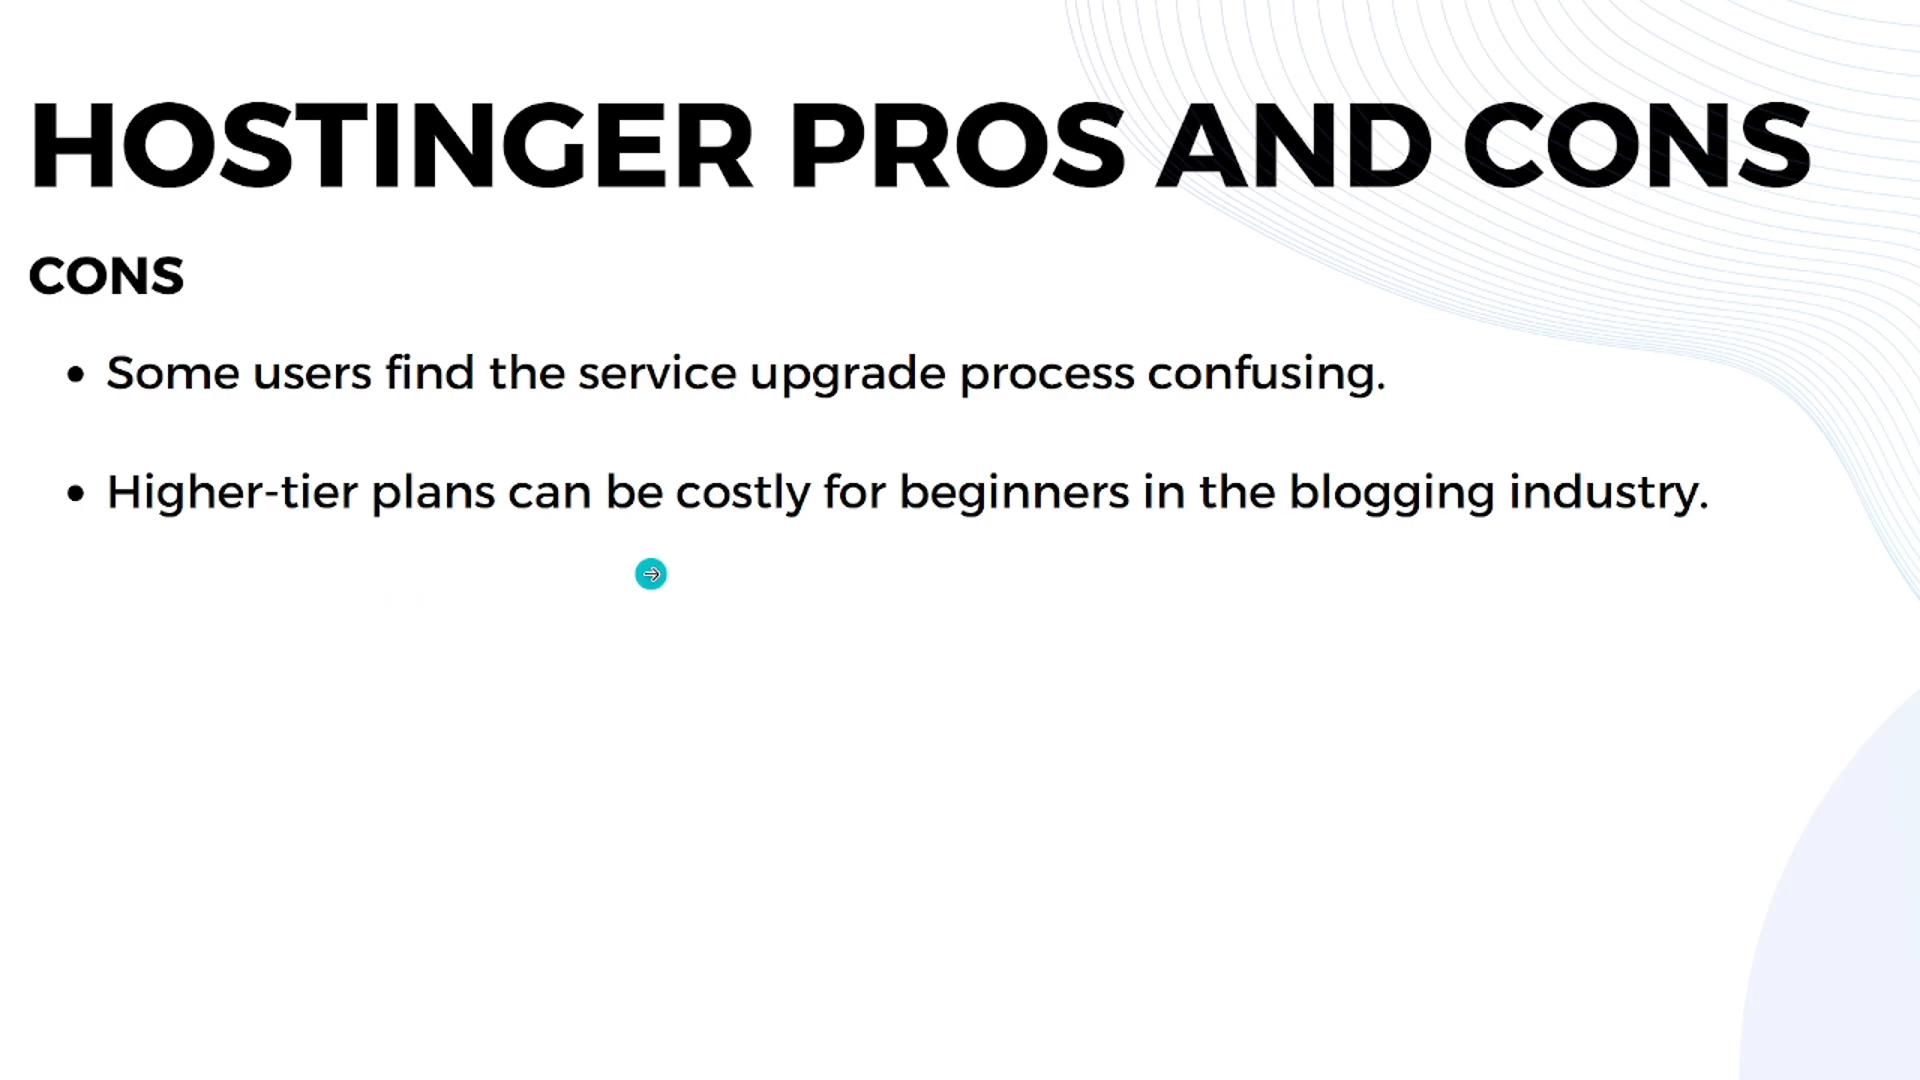 HOSTINGER PROS AND CONS
CONS
• Some users find the service upgrade process confusing.
• Higher-tier plans can be costly for beginners in the blogging industry.